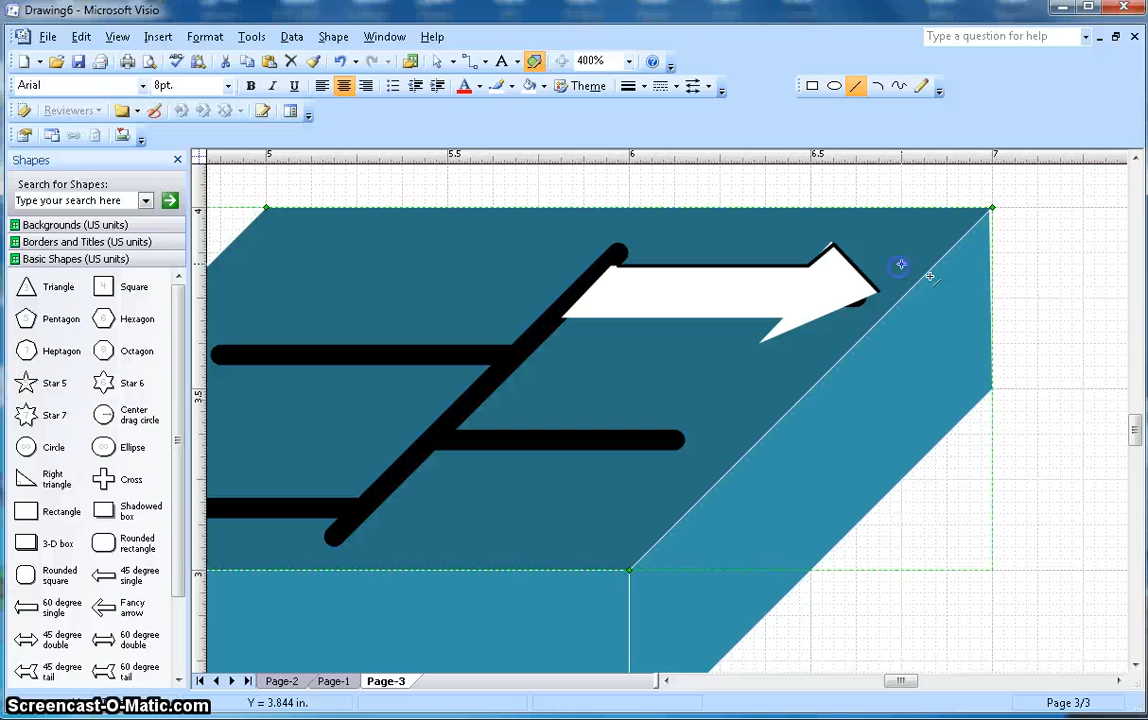 Drawing6 - Microsoft Visio
File Edit View Insert Format Tools Data Shape Window Help
Type a question for help
400%
Arial 8pt. B I U A Theme
Reviewers
Shapes
Search for Shapes:
Type your search here
Backgrounds (US units)
Borders and Titles (US units)
Basic Shapes (US units)
Triangle Square
Pentagon Hexagon
Heptagon Octagon
Star 5 Star 6
Star 7 Center drag circle
Circle Ellipse
Right triangle Cross
Rectangle Shadowed box
3-D box Rounded rectangle
Rounded square 45 degree single
60 degree single Fancy arrow
45 degree double 60 degree double
45 degree tail 60 degree tail
5 5.5 6 6.5 7
4
3.5
3
Page-2 Page-1 Page-3
Y = 3.844 in. Page 3/3
Screencast-O-Matic.com